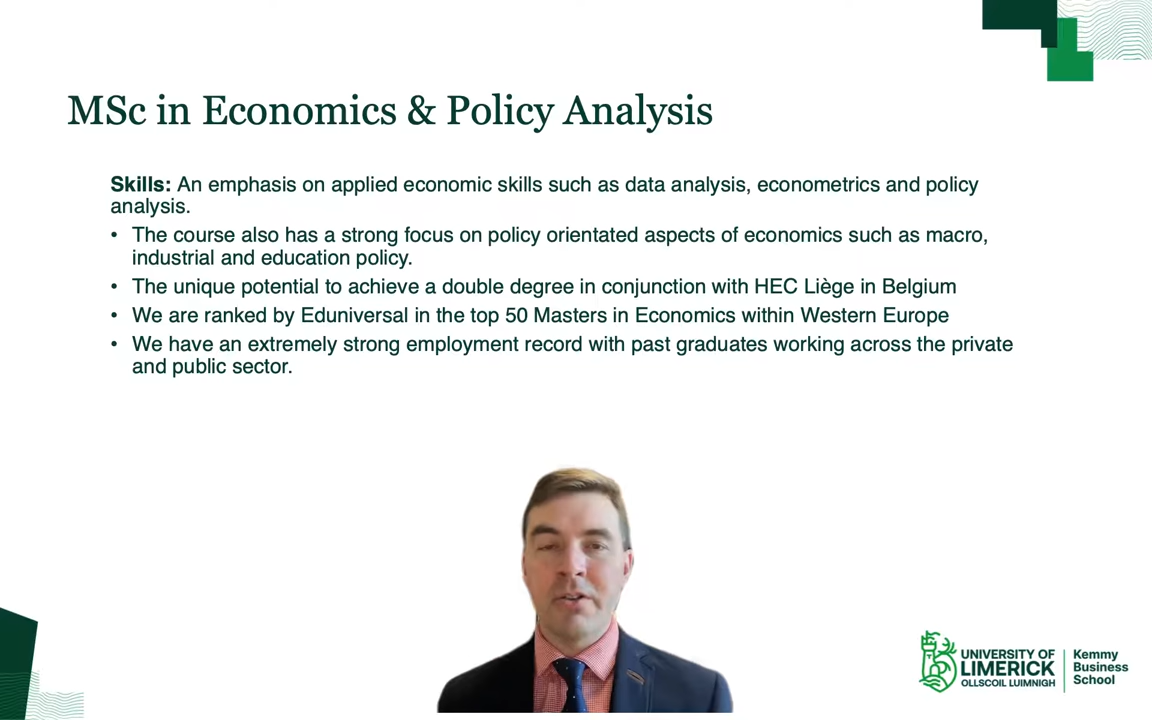 MSc in Economics & Policy Analysis
Skills: An emphasis on applied economic skills such as data analysis, econometrics and policy
analysis.
• The course also has a strong focus on policy orientated aspects of economics such as macro,
industrial and education policy.
• The unique potential to achieve a double degree in conjunction with HEC Liège in Belgium
• We are ranked by Eduniversal in the top 50 Masters in Economics within Western Europe
• We have an extremely strong employment record with past graduates working across the private
and public sector.
UNIVERSITY OF
LIMERICK
OLLSCOIL LUIMNIGH
Kemmy
Business
School